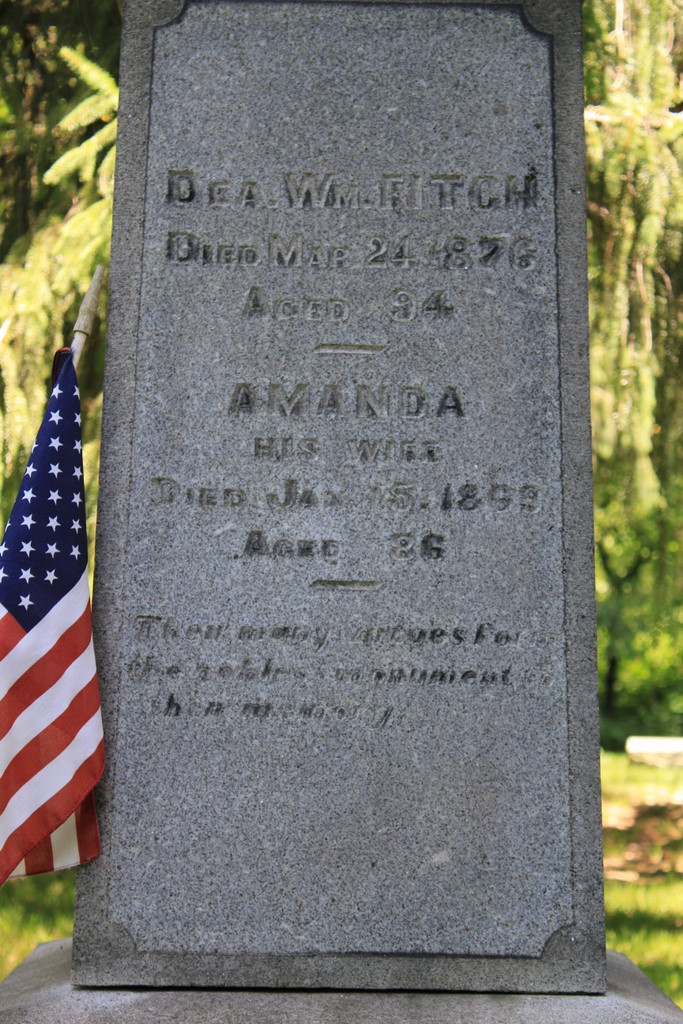 DEA. WM. FITCH
DIED MAR 24 1876
AGED 94
AMANDA
HIS WIFE
DIED JAN 15, 1893
AGED 86
Their many virtues form
the noblest monument to
their memory.